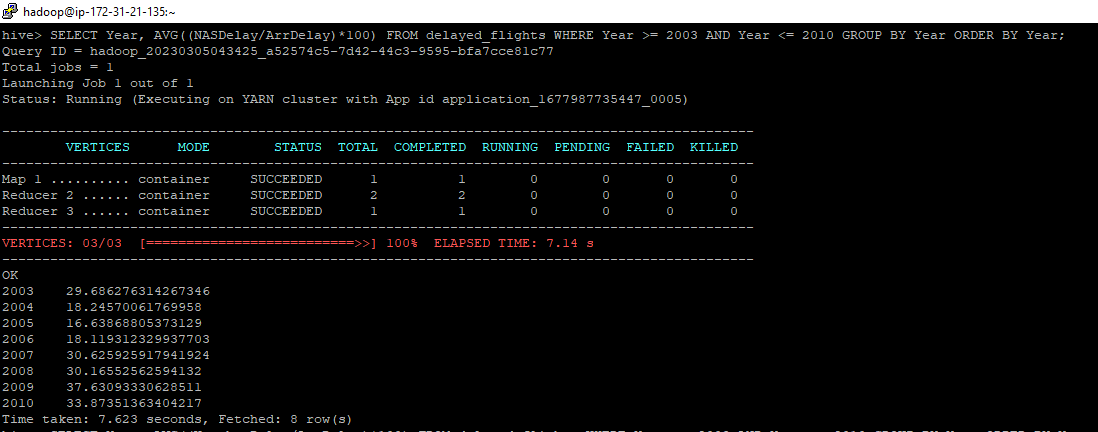 hadoop@ip-172-31-21-135:~
hive> SELECT Year, AVG((NASDelay/ArrDelay)*100) FROM delayed_flights WHERE Year >= 2003 AND Year <= 2010 GROUP BY Year ORDER BY Year;
Query ID = hadoop_20230305043425_a52574c5-7d42-44c3-9595-bfa7cce81c77
Total jobs = 1
Launching Job 1 out of 1
Status: Running (Executing on YARN cluster with App id application_1677987735447_0005)
----------------------------------------------------------------------------------------------
VERTICES MODE STATUS TOTAL COMPLETED RUNNING PENDING FAILED KILLED
----------------------------------------------------------------------------------------------
Map 1 .......... container SUCCEEDED 1 1 0 0 0 0
Reducer 2 ...... container SUCCEEDED 2 2 0 0 0 0
Reducer 3 ...... container SUCCEEDED 1 1 0 0 0 0
----------------------------------------------------------------------------------------------
VERTICES: 03/03 [==========================>>] 100% ELAPSED TIME: 7.14 s
----------------------------------------------------------------------------------------------
OK
2003 29.686276314267346
2004 18.24570061769958
2005 16.63868805373129
2006 18.119312329937703
2007 30.625925917941924
2008 30.16552562594132
2009 37.63093330628511
2010 33.87351363404217
Time taken: 7.623 seconds, Fetched: 8 row(s)